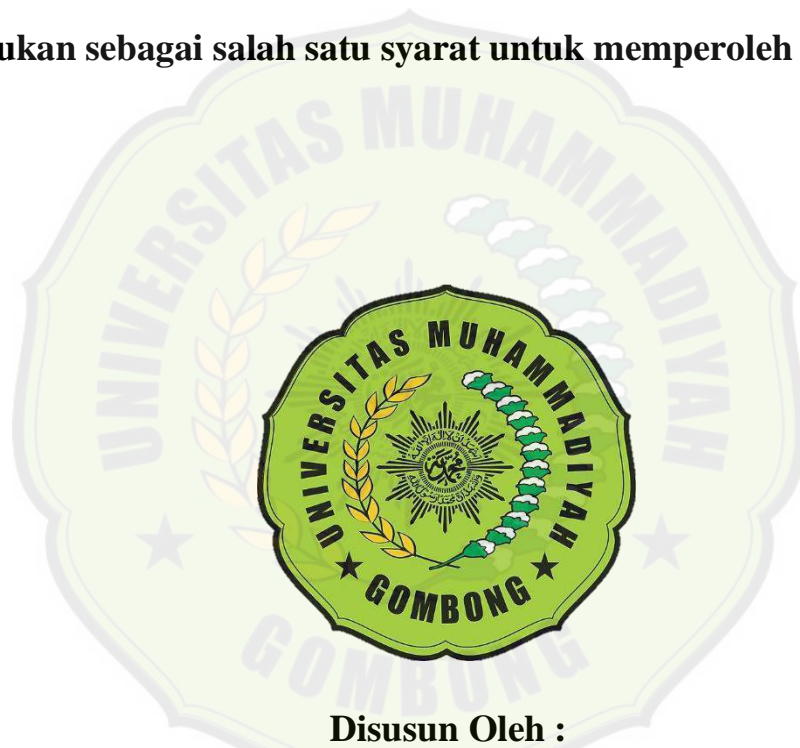 ukan sebagai salah satu syarat untuk memperoleh
UNIVERSITAS MUHAMMADIYAH
GOMBONG
UNIVERSITAS MUHAMMADIYAH
GOMBONG
Disusun Oleh :